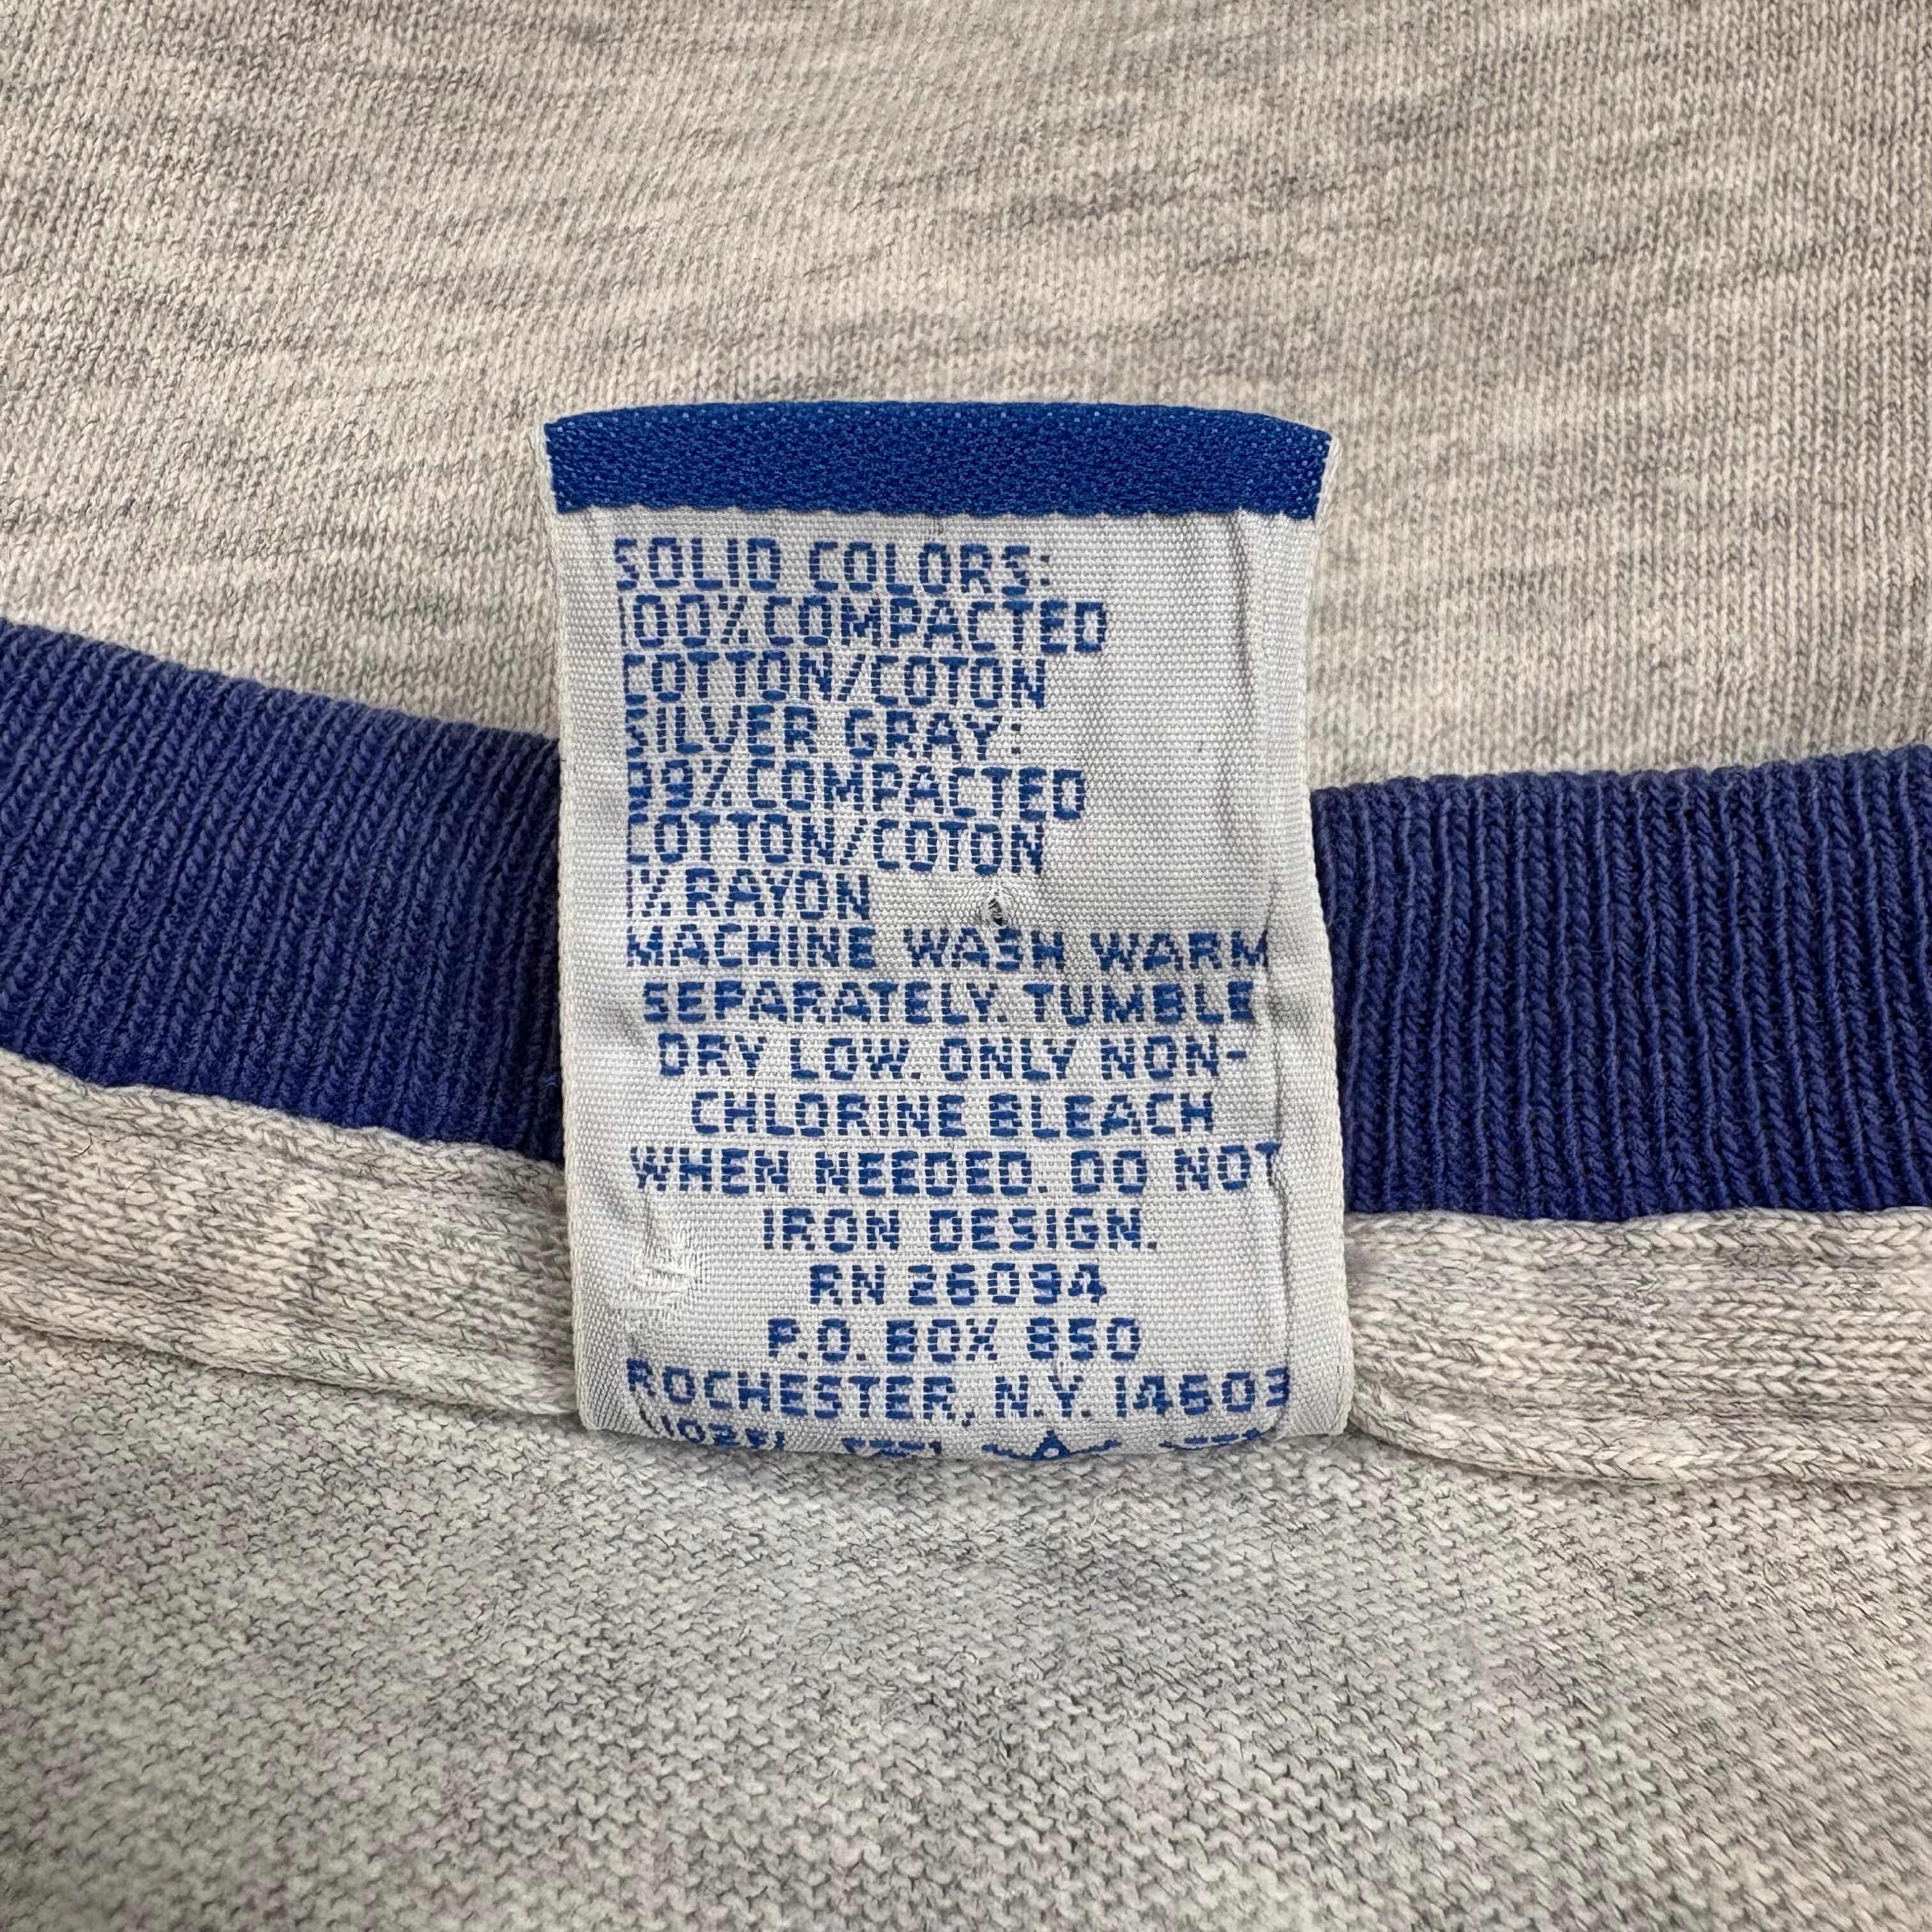 SOLID COLORS:
100% COMPACTED
COTTON/COTON
SILVER GRAY:
99% COMPACTED
COTTON/COTON
1% RAYON
MACHINE WASH WARM
SEPARATELY. TUMBLE
DRY LOW. ONLY NON-
CHLORINE BLEACH
WHEN NEEDED. DO NOT
IRON DESIGN.
RN 26094
P.O. BOX 850
ROCHESTER, N.Y. 14603